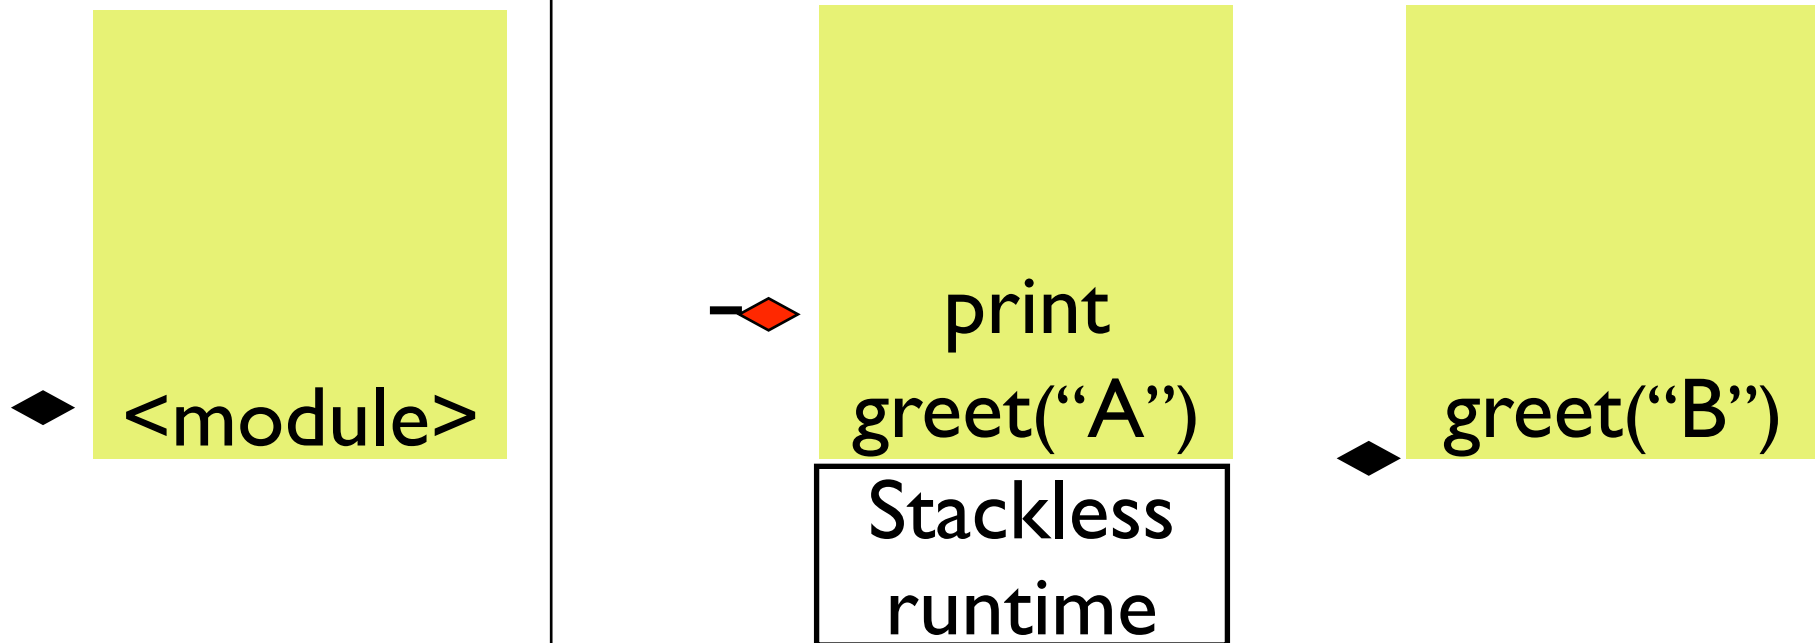 <module>
print
greet(“A”)
Stackless
runtime
greet(“B”)